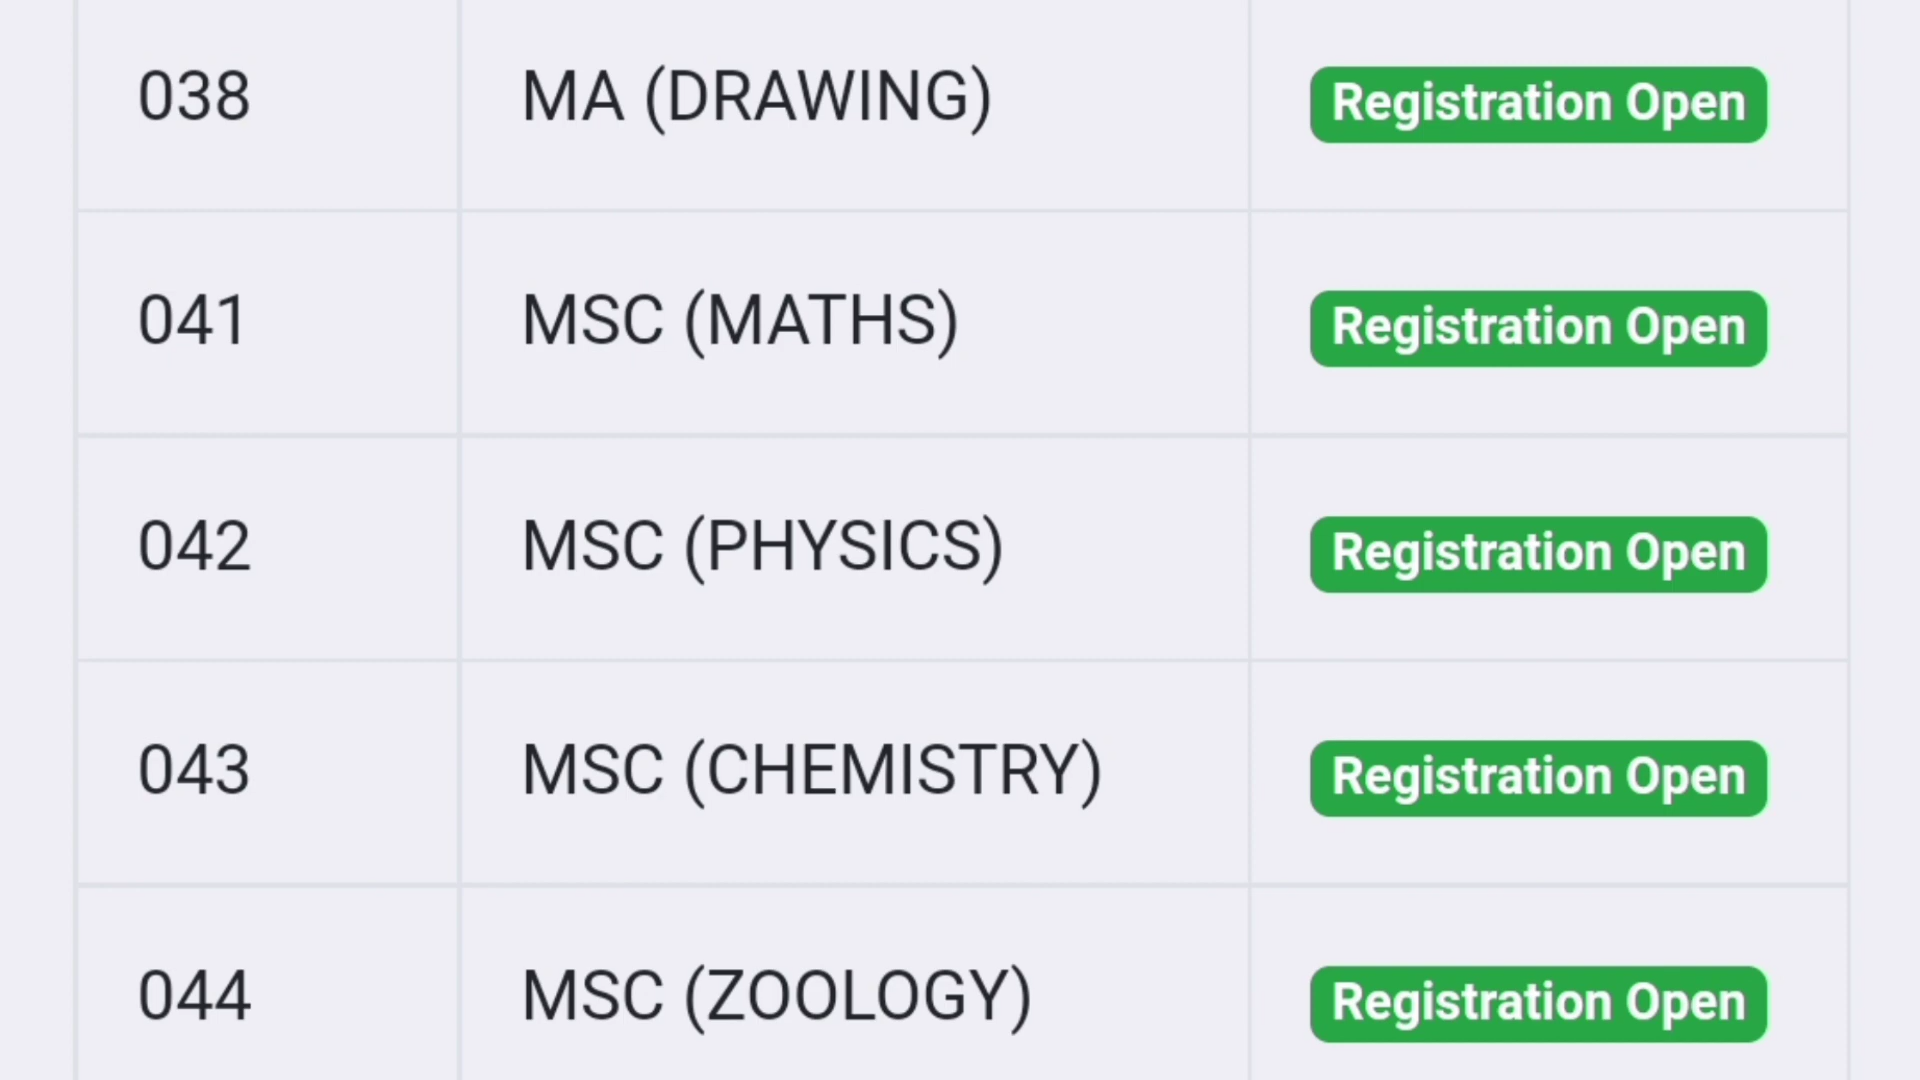 038 MA (DRAWING) Registration Open
041 MSC (MATHS) Registration Open
042 MSC (PHYSICS) Registration Open
043 MSC (CHEMISTRY) Registration Open
044 MSC (ZOOLOGY) Registration Open